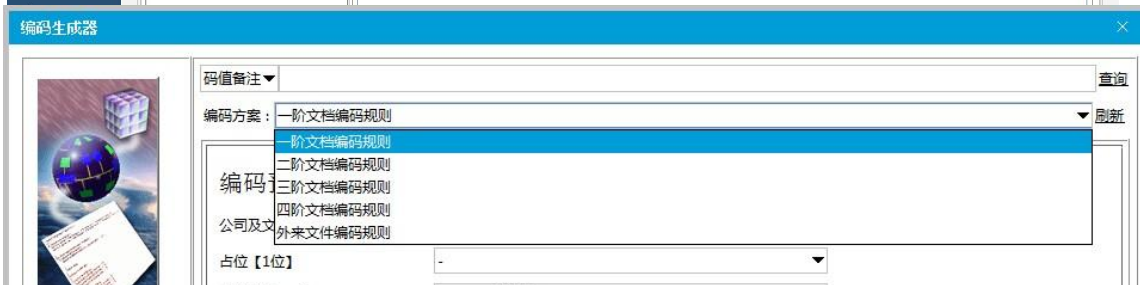 编码生成器
码值备注
查询
编码方案：
一阶文档编码规则
刷新
一阶文档编码规则
二阶文档编码规则
三阶文档编码规则
四阶文档编码规则
外来文件编码规则
编码
公司及文
占位【1位】
-